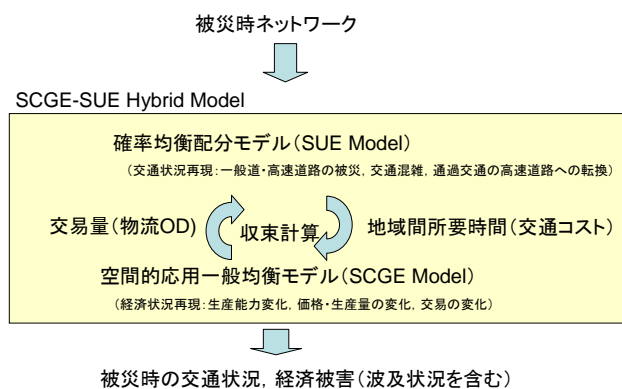 被災時ネットワーク
SCGE-SUE Hybrid Model
確率均衡配分モデル(SUE Model)
(交通状況再現:一般道・高速道路の被災, 交通混雑, 通過交通の高速道路への転換)
交易量(物流OD) 収束計算 地域間所要時間(交通コスト)
空間的応用一般均衡モデル(SCGE Model)
(経済状況再現:生産能力変化, 価格・生産量の変化, 交易の変化)
被災時の交通状況, 経済被害(波及状況を含む)